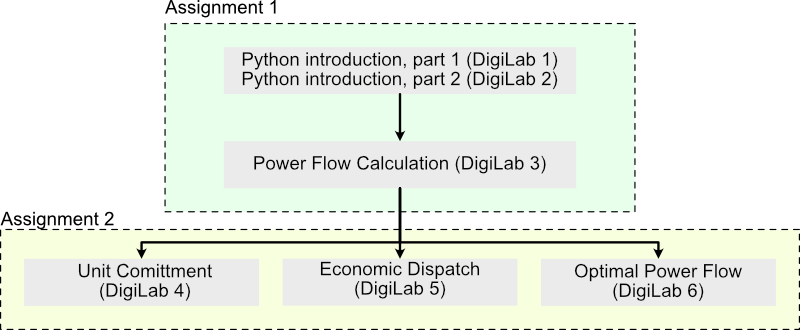 Assignment 1
Python introduction, part 1 (DigiLab 1)
Python introduction, part 2 (DigiLab 2)
Power Flow Calculation (DigiLab 3)
Assignment 2
Unit Comittment
(DigiLab 4)
Economic Dispatch
(DigiLab 5)
Optimal Power Flow
(DigiLab 6)